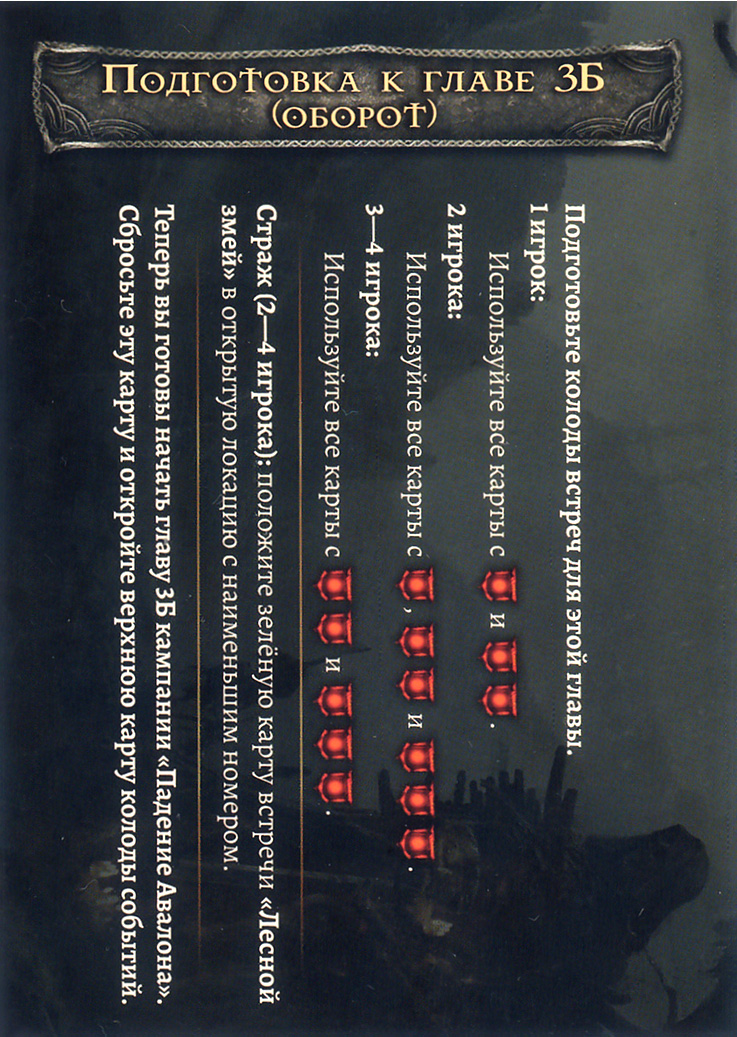 Подготовка к главе 3Б
(оборот)
Подготовьте колоды встреч для этой главы.
1 игрок:
Используйте все карты с и .
2 игрока:
Используйте все карты с , и .
3—4 игрока:
Используйте все карты с и .
Страж (2—4 игрока): положите зелёную карту встречи «Лесной
змей» в открытую локацию с наименьшим номером.
Теперь вы готовы начать главу 3Б кампании «Падение Авалона».
Сбросьте эту карту и откройте верхнюю карту колоды событий.